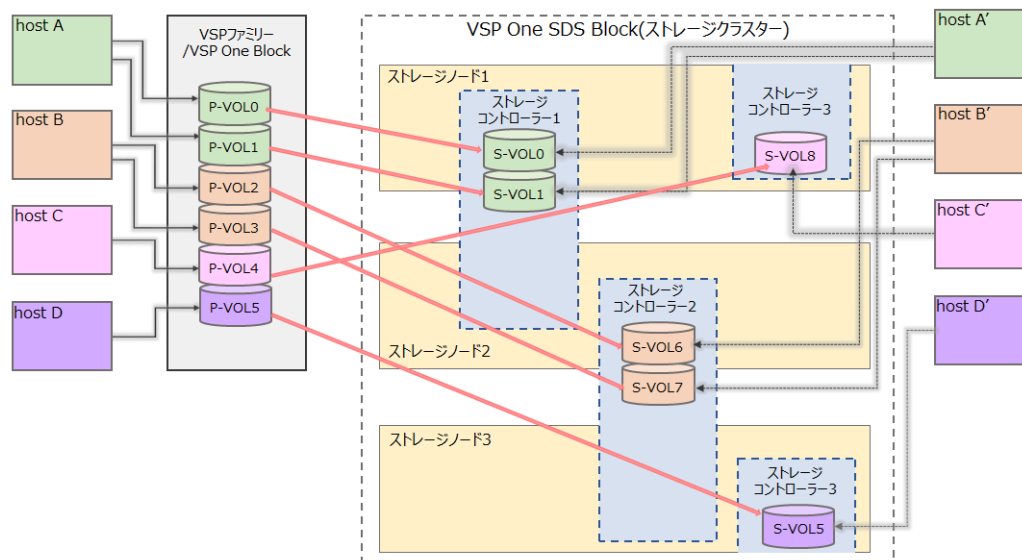 host A
host B
host C
host D
VSPファミリー
/VSP One Block
P-VOL0
P-VOL1
P-VOL2
P-VOL3
P-VOL4
P-VOL5
VSP One SDS Block(ストレージクラスター)
ストレージノード1
ストレージ
コントローラー1
S-VOL0
S-VOL1
ストレージ
コントローラー3
S-VOL8
ストレージノード2
ストレージ
コントローラー2
S-VOL6
S-VOL7
ストレージノード3
ストレージ
コントローラー3
S-VOL5
host A′
host B′
host C′
host D′